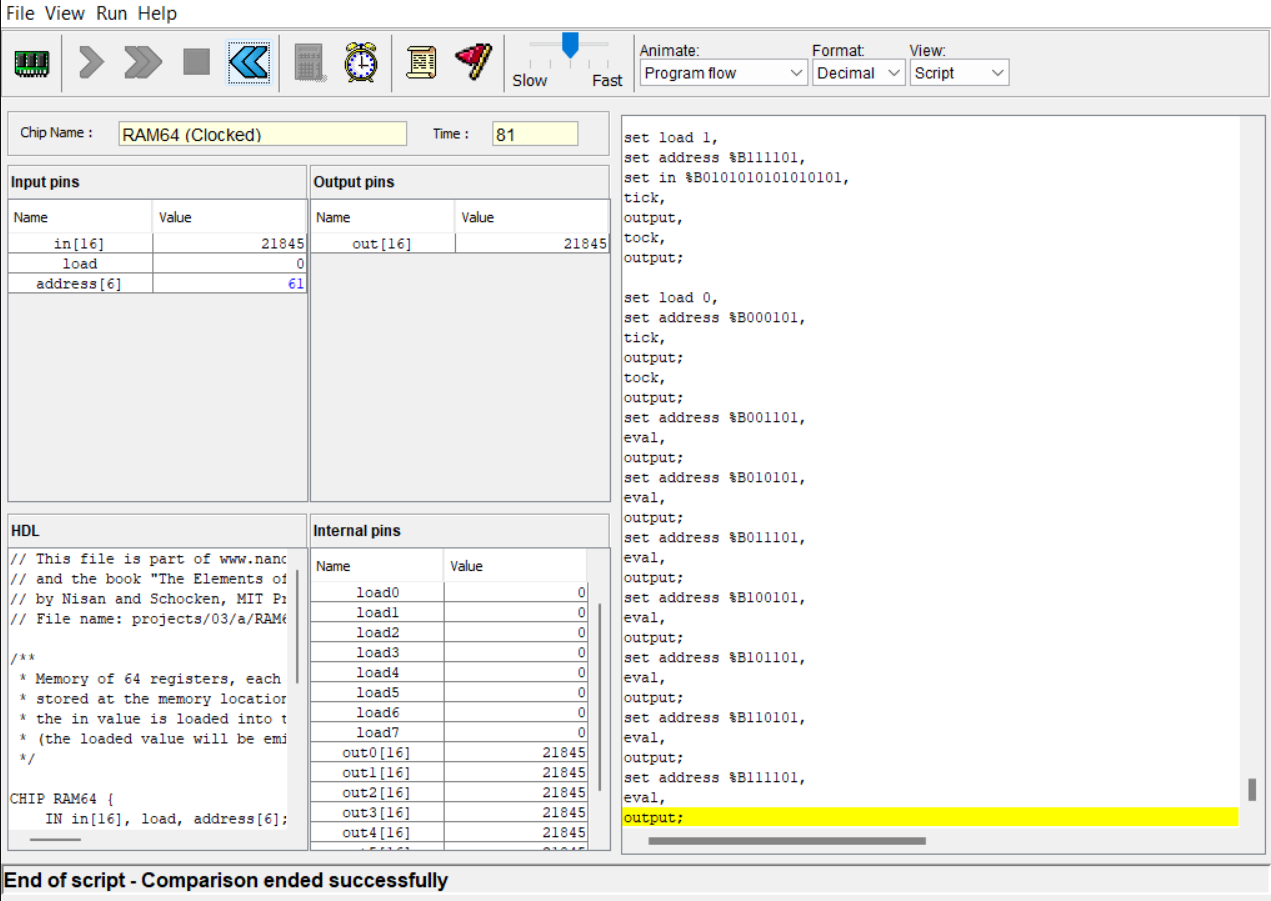 File View Run Help
Animate: Format: View:
Slow Fast Program flow Decimal Script
Chip Name : RAM64 (Clocked) Time : 81
Input pins
Name Value
in[16] 21845
load 0
address[6] 61
Output pins
Name Value
out[16] 21845
HDL
// This file is part of www.nand
// and the book "The Elements of
// by Nisan and Schocken, MIT Pr
// File name: projects/03/a/RAM6
/**
* Memory of 64 registers, each
* stored at the memory location
* the in value is loaded into t
* (the loaded value will be emi
*/
CHIP RAM64 {
IN in[16], load, address[6];
Internal pins
Name Value
load0 0
load1 0
load2 0
load3 0
load4 0
load5 0
load6 0
load7 0
out0[16] 21845
out1[16] 21845
out2[16] 21845
out3[16] 21845
out4[16] 21845
set load 1,
set address %B111101,
set in %B0101010101010101,
tick,
output,
tock,
output;
set load 0,
set address %B000101,
tick,
output;
tock,
output;
set address %B001101,
eval,
output;
set address %B010101,
eval,
output;
set address %B011101,
eval,
output;
set address %B100101,
eval,
output;
set address %B101101,
eval,
output;
set address %B110101,
eval,
output;
set address %B111101,
eval,
output;
End of script - Comparison ended successfully